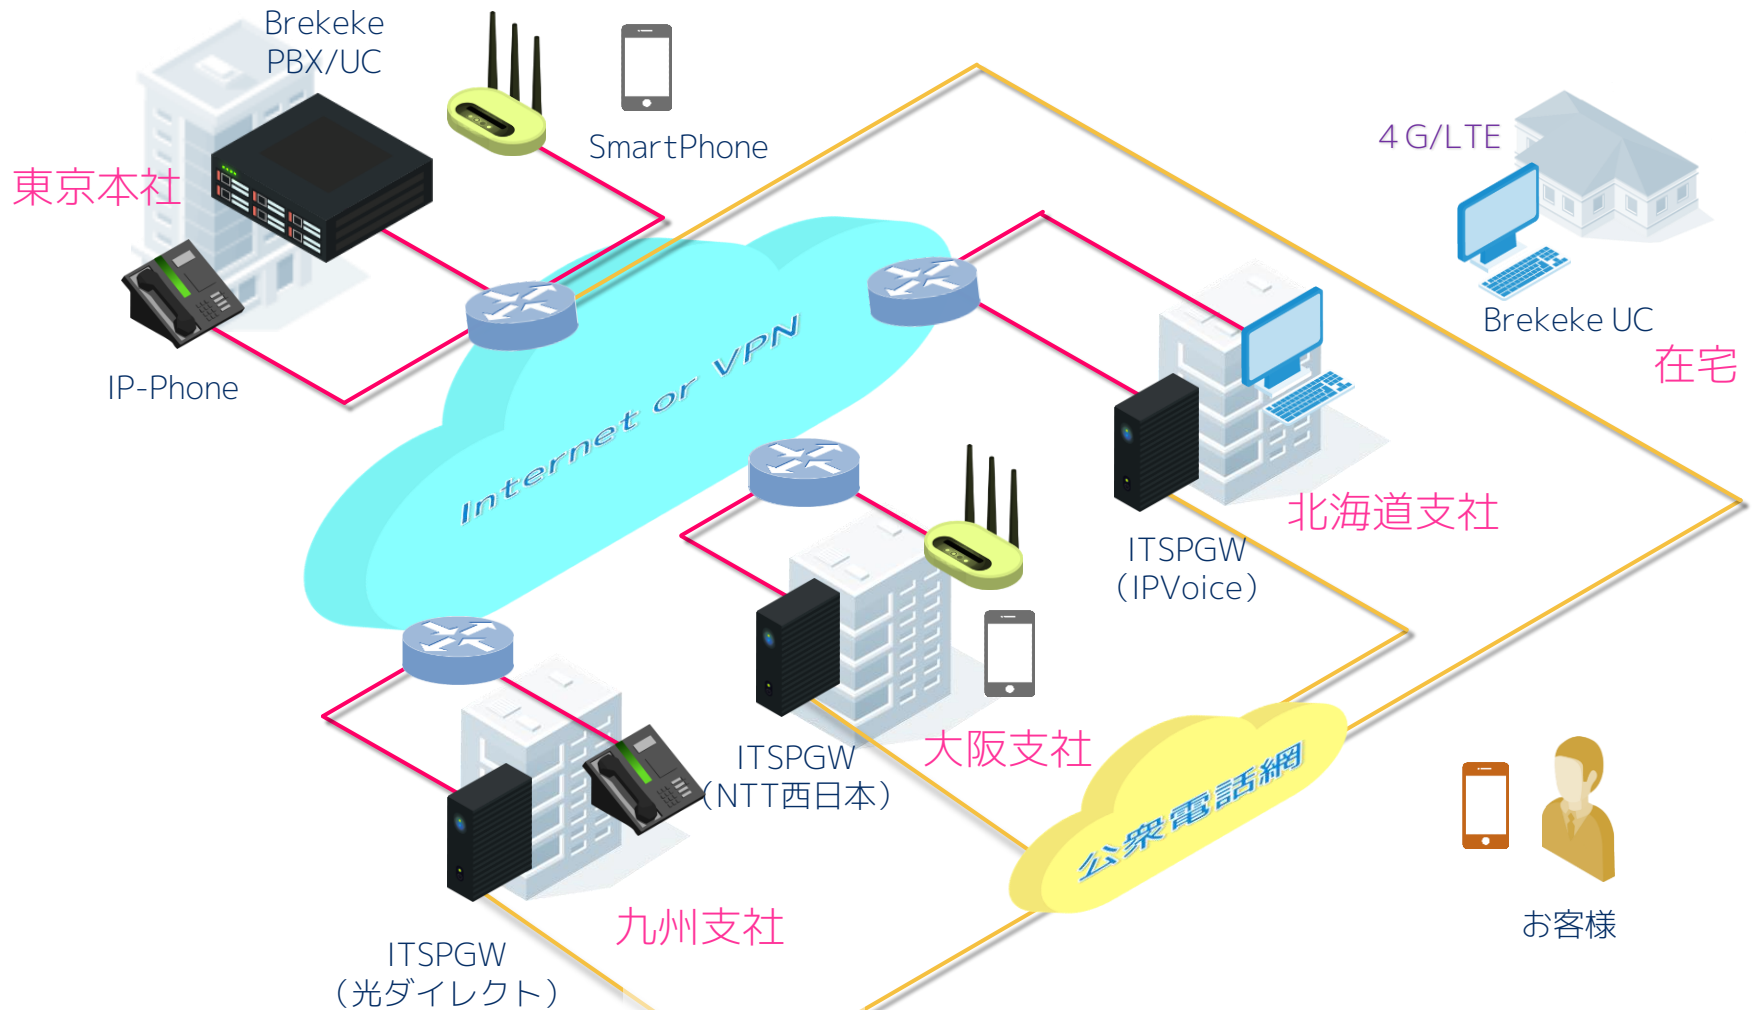 Brekeke
PBX/UC
SmartPhone
4G/LTE
東京本社
Brekeke UC
在宅
IP-Phone
Internet or VPN
北海道支社
ITSPGW
（IPVoice）
大阪支社
ITSPGW
（NTT西日本）
公衆電話網
九州支社
お客様
ITSPGW
（光ダイレクト）